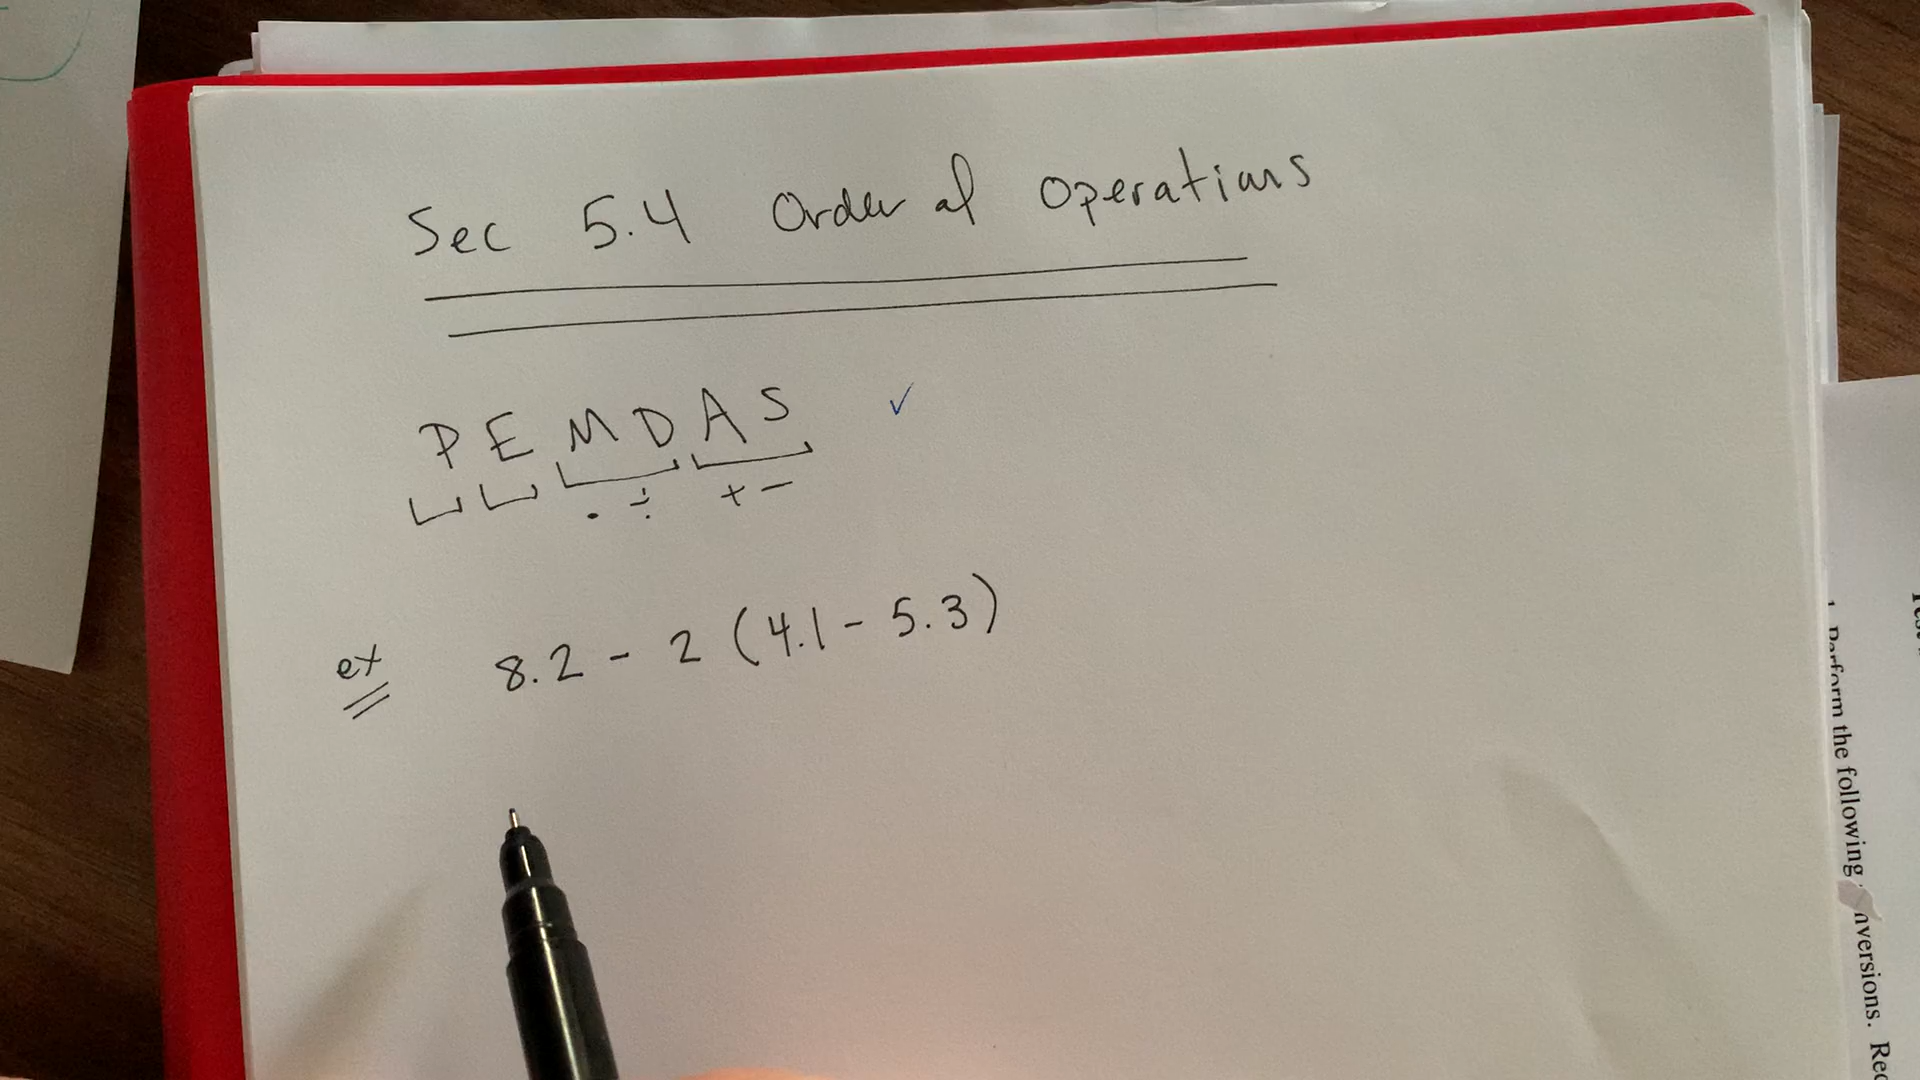 Sec 5.4 Order of Operations
PEMDAS ✓
· ÷ + −
ex 8.2 - 2 (4.1 - 5.3)
Perform the following
nversions.